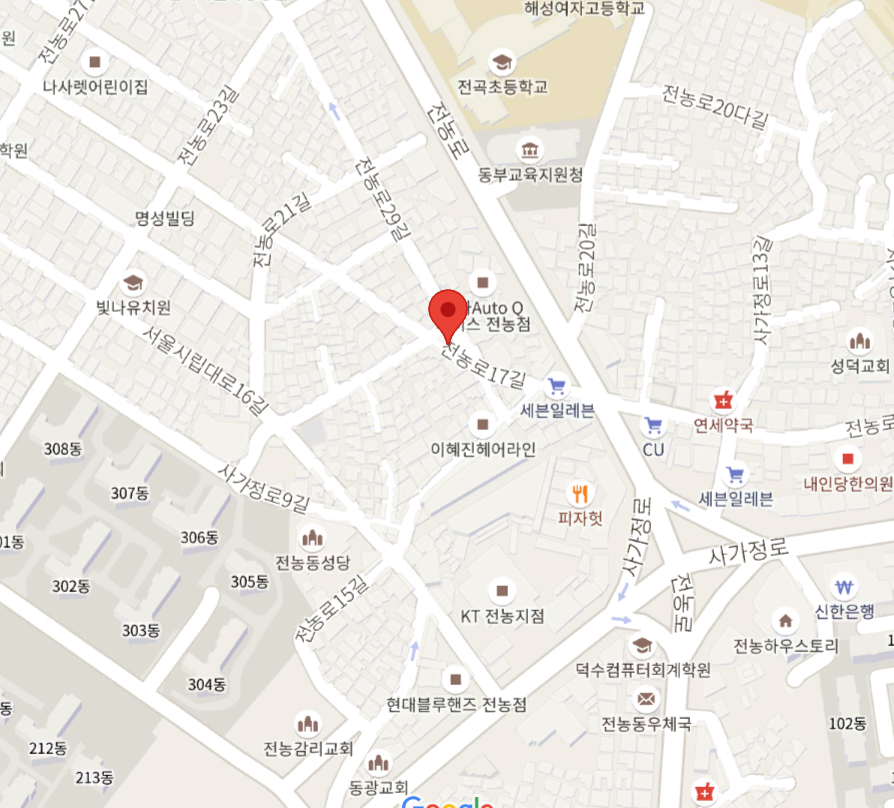 해성여자고등학교
전농로27길
원
나사렛어린이집
전곡초등학교
전농로23길
전농로
전농로20다길
학원
동부교육지원청
명성빌딩
전농로21길
전농로29길
전농로20길
사가정로13길
빛나유치원
Auto Q
스 전농점
서울시립대로16길
전농로17길
성덕교회
세븐일레븐
연세약국
308동
이혜진헤어라인
CU
전농로
307동
사가정로9길
세븐일레븐
내인당한의원
피자헛
306동
전농동성당
사가정로
사가정로
302동
305동
전농로15길
KT 전농지점
전농로
신한은행
303동
전농하우스토리
덕수컴퓨터회계학원
304동
현대블루핸즈 전농점
전농동우체국
212동
전농감리교회
102동
213동
동광교회
Google